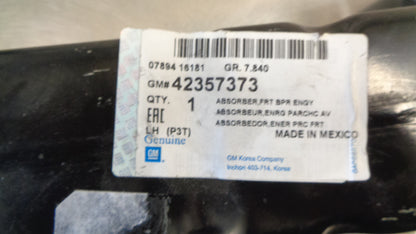 07894 16181 GR. 7.840
GM# 42357373
QTY. 1
ABSORBER,FRT BPR ENGY
ABSORBEUR,ENRG PARCHC AV
ABSORBEDOR,ENER PRC FRT
EAC
LH (P3T)
MADE IN MEXICO
Genuine
GM
GM Korea Company
Inchon 403-714, Korea